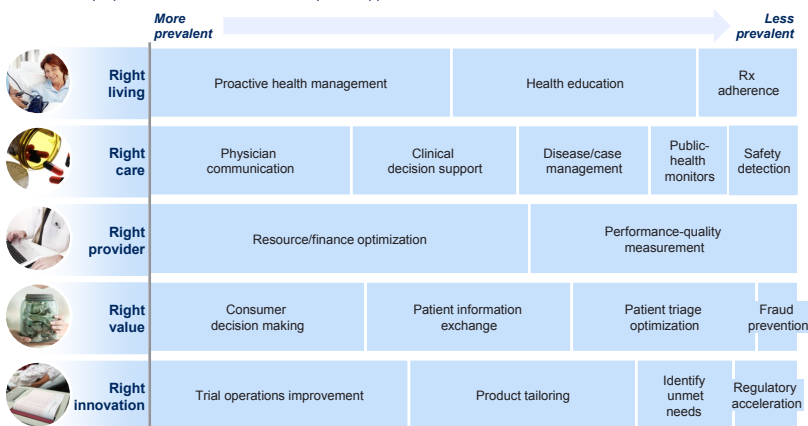 More
prevalent
Less
prevalent
Right
living
Proactive health management
Health education
Rx
adherence
Right
care
Physician
communication
Clinical
decision support
Disease/case
management
Public-
health
monitors
Safety
detection
Right
provider
Resource/finance optimization
Performance-quality
measurement
Right
value
Consumer
decision making
Patient information
exchange
Patient triage
optimization
Fraud
prevention
Right
innovation
Trial operations improvement
Product tailoring
Identify
unmet
needs
Regulatory
acceleration